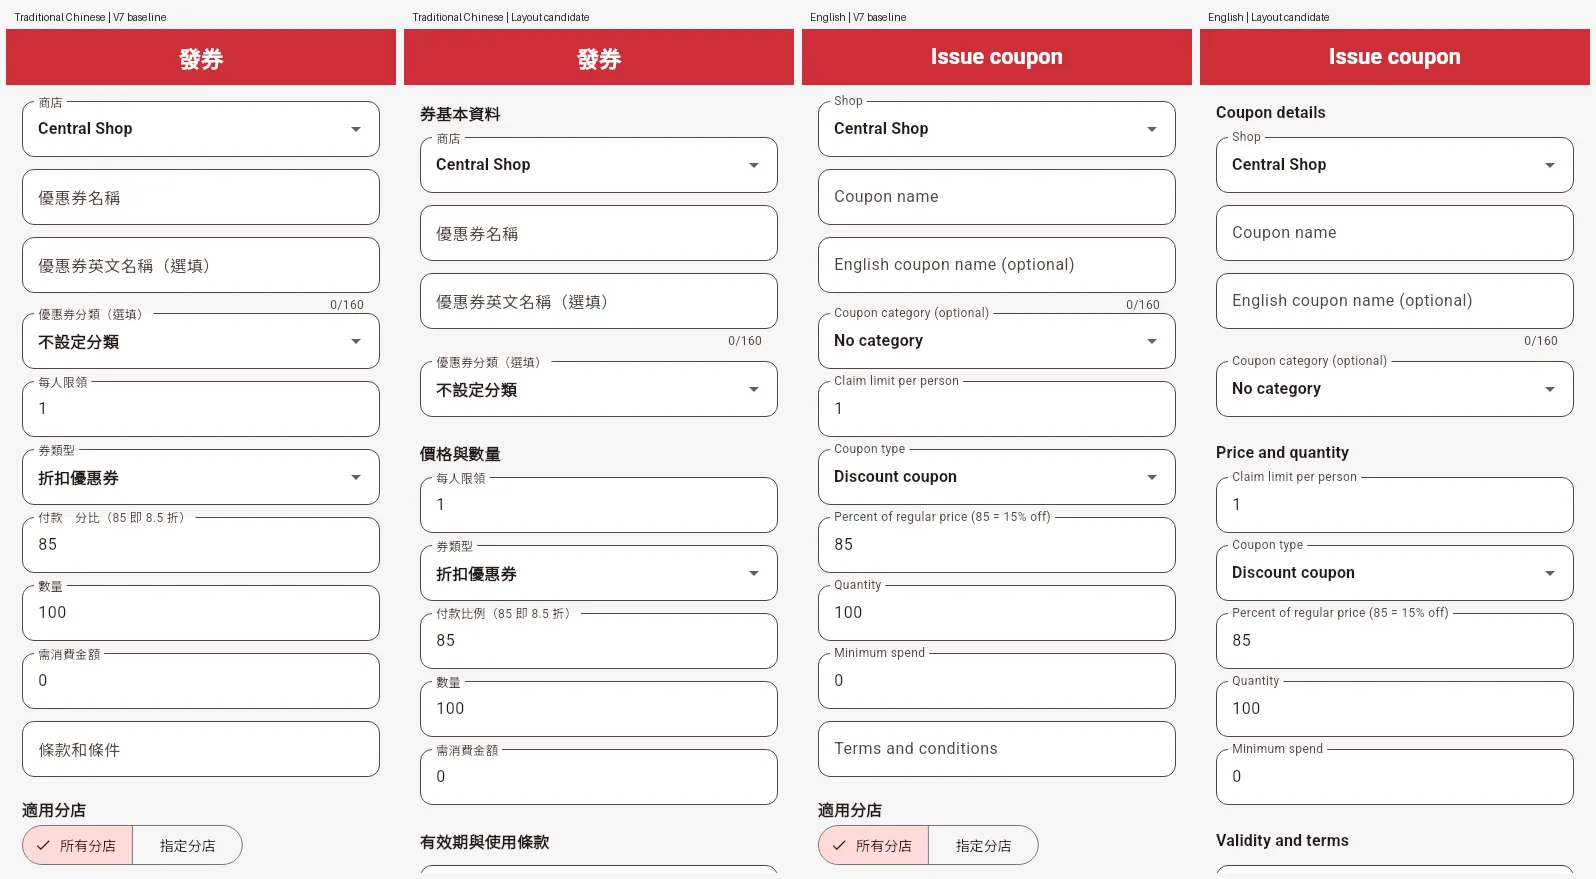 Traditional Chinese | V7 baseline
發券
商店
Central Shop
優惠券名稱
優惠券英文名稱（選填）
0/160
優惠券分類（選填）
不設定分類
每人限領
1
券類型
折扣優惠券
付款 分比（85 即 8.5 折）
85
數量
100
需消費金額
0
條款和條件
適用分店
所有分店
指定分店
Traditional Chinese | Layout candidate
發券
券基本資料
商店
Central Shop
優惠券名稱
優惠券英文名稱（選填）
0/160
優惠券分類（選填）
不設定分類
價格與數量
每人限領
1
券類型
折扣優惠券
付款比例（85 即 8.5 折）
85
數量
100
需消費金額
0
有效期與使用條款
English | V7 baseline
Issue coupon
Shop
Central Shop
Coupon name
English coupon name (optional)
0/160
Coupon category (optional)
No category
Claim limit per person
1
Coupon type
Discount coupon
Percent of regular price (85 = 15% off)
85
Quantity
100
Minimum spend
0
Terms and conditions
適用分店
所有分店
指定分店
English | Layout candidate
Issue coupon
Coupon details
Shop
Central Shop
Coupon name
English coupon name (optional)
0/160
Coupon category (optional)
No category
Price and quantity
Claim limit per person
1
Coupon type
Discount coupon
Percent of regular price (85 = 15% off)
85
Quantity
100
Minimum spend
0
Validity and terms